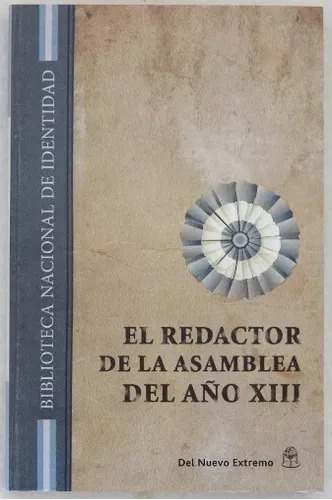 BIBLIOTECA NACIONAL DE IDENTIDAD
EL REDACTOR
DE LA ASAMBLEA
DEL AÑO XIII
Del Nuevo Extremo